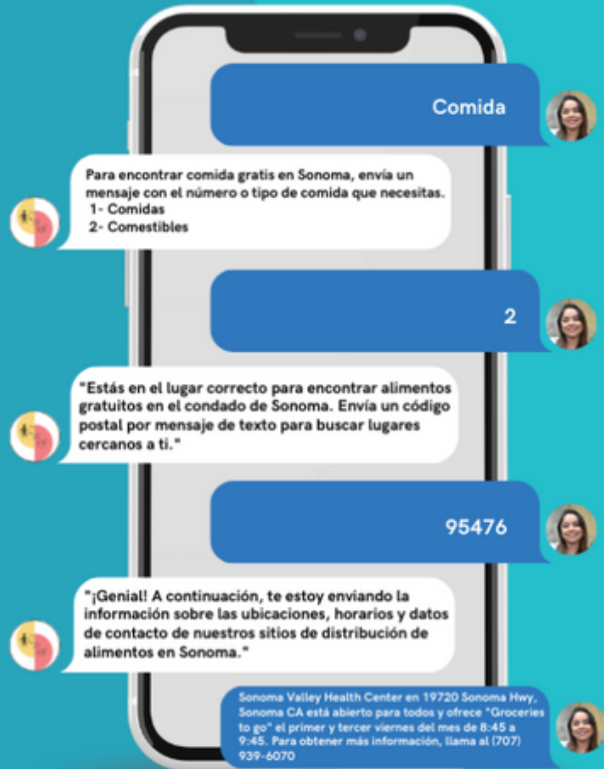 Comida
Para encontrar comida gratis en Sonoma, envía un
mensaje con el número o tipo de comida que necesitas.
1- Comidas
2- Comestibles
2
"Estás en el lugar correcto para encontrar alimentos
gratuitos en el condado de Sonoma. Envía un código
postal por mensaje de texto para buscar lugares
cercanos a ti."
95476
"¡Genial! A continuación, te estoy enviando la
información sobre las ubicaciones, horarios y datos
de contacto de nuestros sitios de distribución de
alimentos en Sonoma."
Sonoma Valley Health Center en 19720 Sonoma Hwy,
Sonoma CA está abierto para todos y ofrece "Groceries
to go" el primer y tercer viernes del mes de 8:45 a
9:45. Para obtener más información, llama al (707)
939-6070